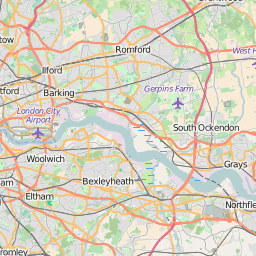 Romford
West H
Ilford
Gerpins Farm
Barking
London City
Airport
South Ockendon
Woolwich
Grays
Bexleyheath
Eltham
Northfle